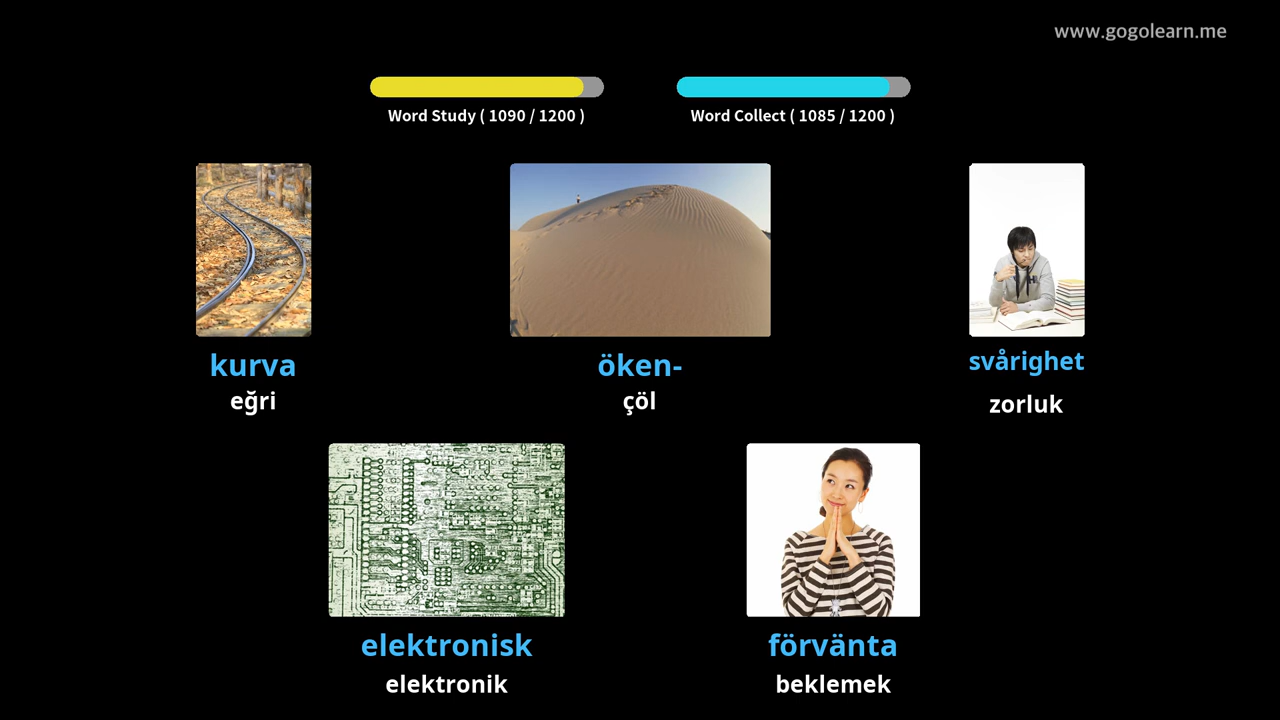 www.gogolearn.me
Word Study ( 1090 / 1200 )
Word Collect ( 1085 / 1200 )
kurva
eğri
öken-
çöl
svårighet
zorluk
elektronisk
elektronik
förvänta
beklemek